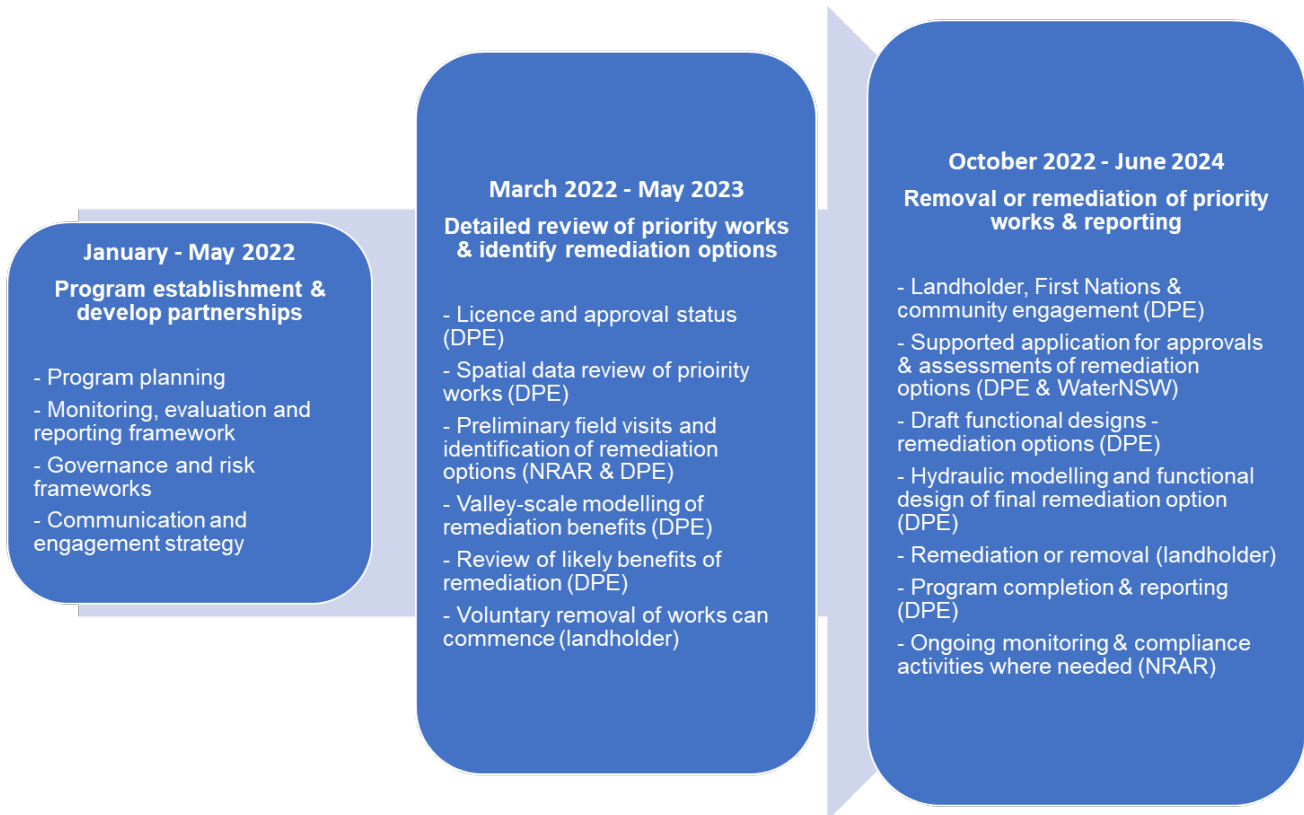 January - May 2022
Program establishment &
develop partnerships
- Program planning
- Monitoring, evaluation and
reporting framework
- Governance and risk
frameworks
- Communication and
engagement strategy
March 2022 - May 2023
Detailed review of priority works
& identify remediation options
- Licence and approval status
(DPE)
- Spatial data review of prioirity
works (DPE)
- Preliminary field visits and
identification of remediation
options (NRAR & DPE)
- Valley-scale modelling of
remediation benefits (DPE)
- Review of likely benefits of
remediation (DPE)
- Voluntary removal of works can
commence (landholder)
October 2022 - June 2024
Removal or remediation of priority
works & reporting
- Landholder, First Nations &
community engagement (DPE)
- Supported application for approvals
& assessments of remediation
options (DPE & WaterNSW)
- Draft functional designs -
remediation options (DPE)
- Hydraulic modelling and functional
design of final remediation option
(DPE)
- Remediation or removal (landholder)
- Program completion & reporting
(DPE)
- Ongoing monitoring & compliance
activities where needed (NRAR)